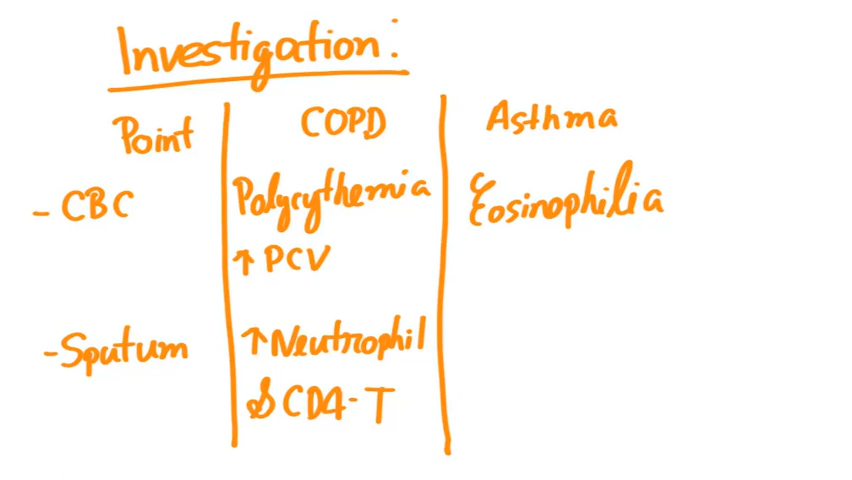 Investigation:
Point COPD Asthma
- CBC Polycythemia Eosinophilia
↑ PCV
- Sputum ↑ Neutrophil
& CD4-T